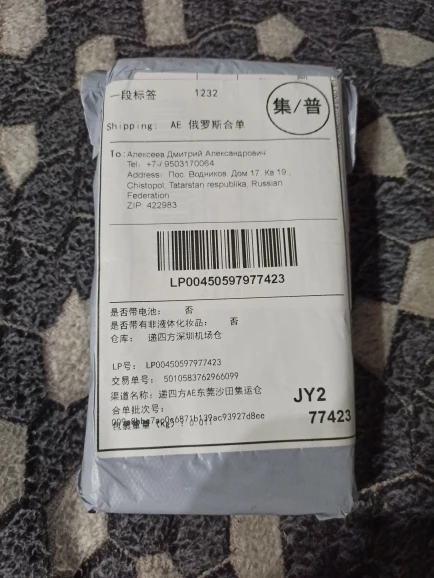 一段标签 1232
集/普
Shipping: AE 俄罗斯合单
To: Алексеев Дмитрий Александрович
Tel: +7-/ 9503170064
Address: Пос. Водников. Дом 17. Кв 19.,
Chistopol, Tatarstan respublika, Russian
Federation
ZIP: 422983
LP00450597977423
是否带电池: 否
是否带有非液体化妆品: 否
仓库: 递四方深圳机场仓
LP号: LP00450597977423
交易单号: 5010583762966099
渠道名称: 递四方AE东莞沙田集运仓
合单批次号:
JY2
77423